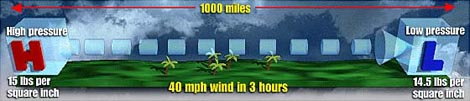 1000 miles
High pressure
H
15 lbs per
square inch
40 mph wind in 3 hours
Low pressure
L
14.5 lbs per
square inch